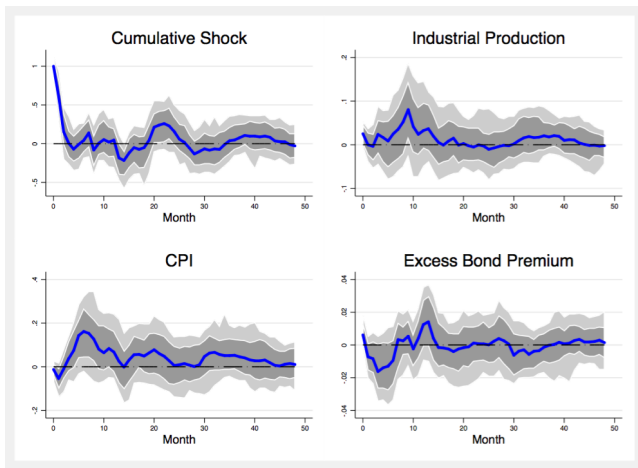 Cumulative Shock
1
.5
0
-.5
0 10 20 30 40 50
Month
Industrial Production
.2
.1
0
-.1
0 10 20 30 40 50
Month
CPI
.4
.2
0
-.2
0 10 20 30 40 50
Month
Excess Bond Premium
.04
.02
0
-.02
-.04
0 10 20 30 40 50
Month